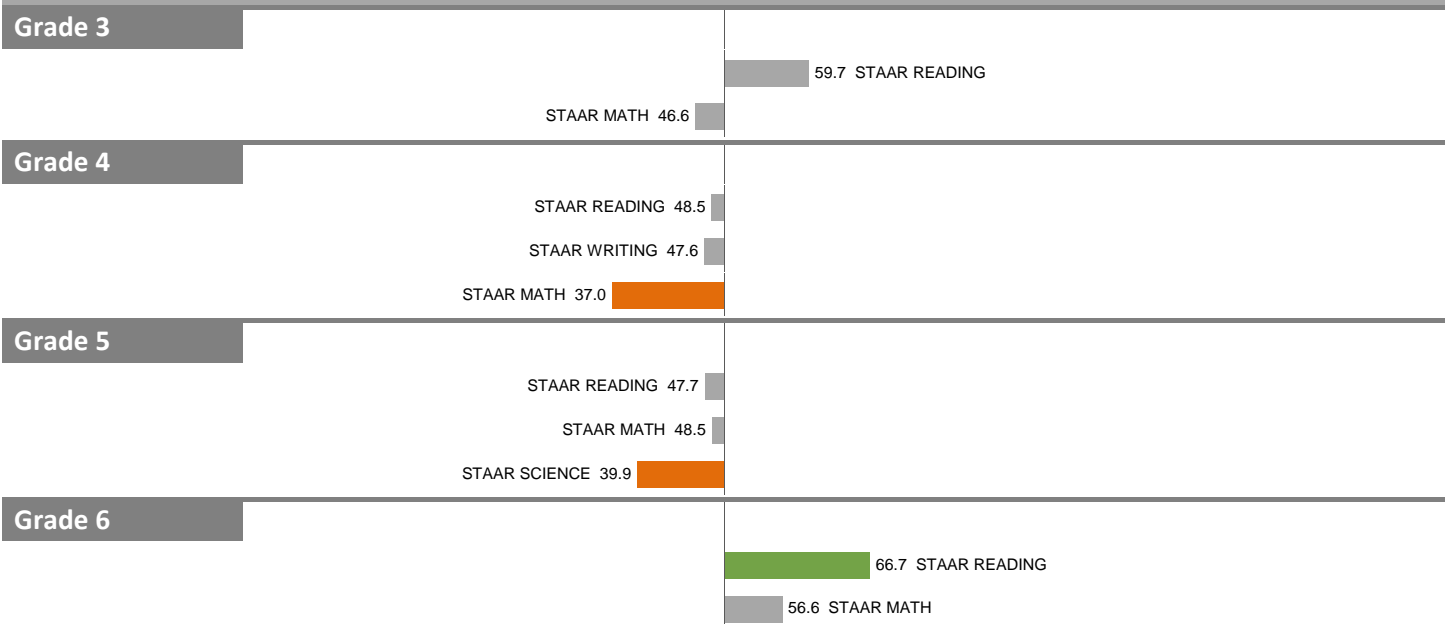 Grade 3
59.7 STAAR READING
STAAR MATH 46.6
Grade 4
STAAR READING 48.5
STAAR WRITING 47.6
STAAR MATH 37.0
Grade 5
STAAR READING 47.7
STAAR MATH 48.5
STAAR SCIENCE 39.9
Grade 6
66.7 STAAR READING
56.6 STAAR MATH